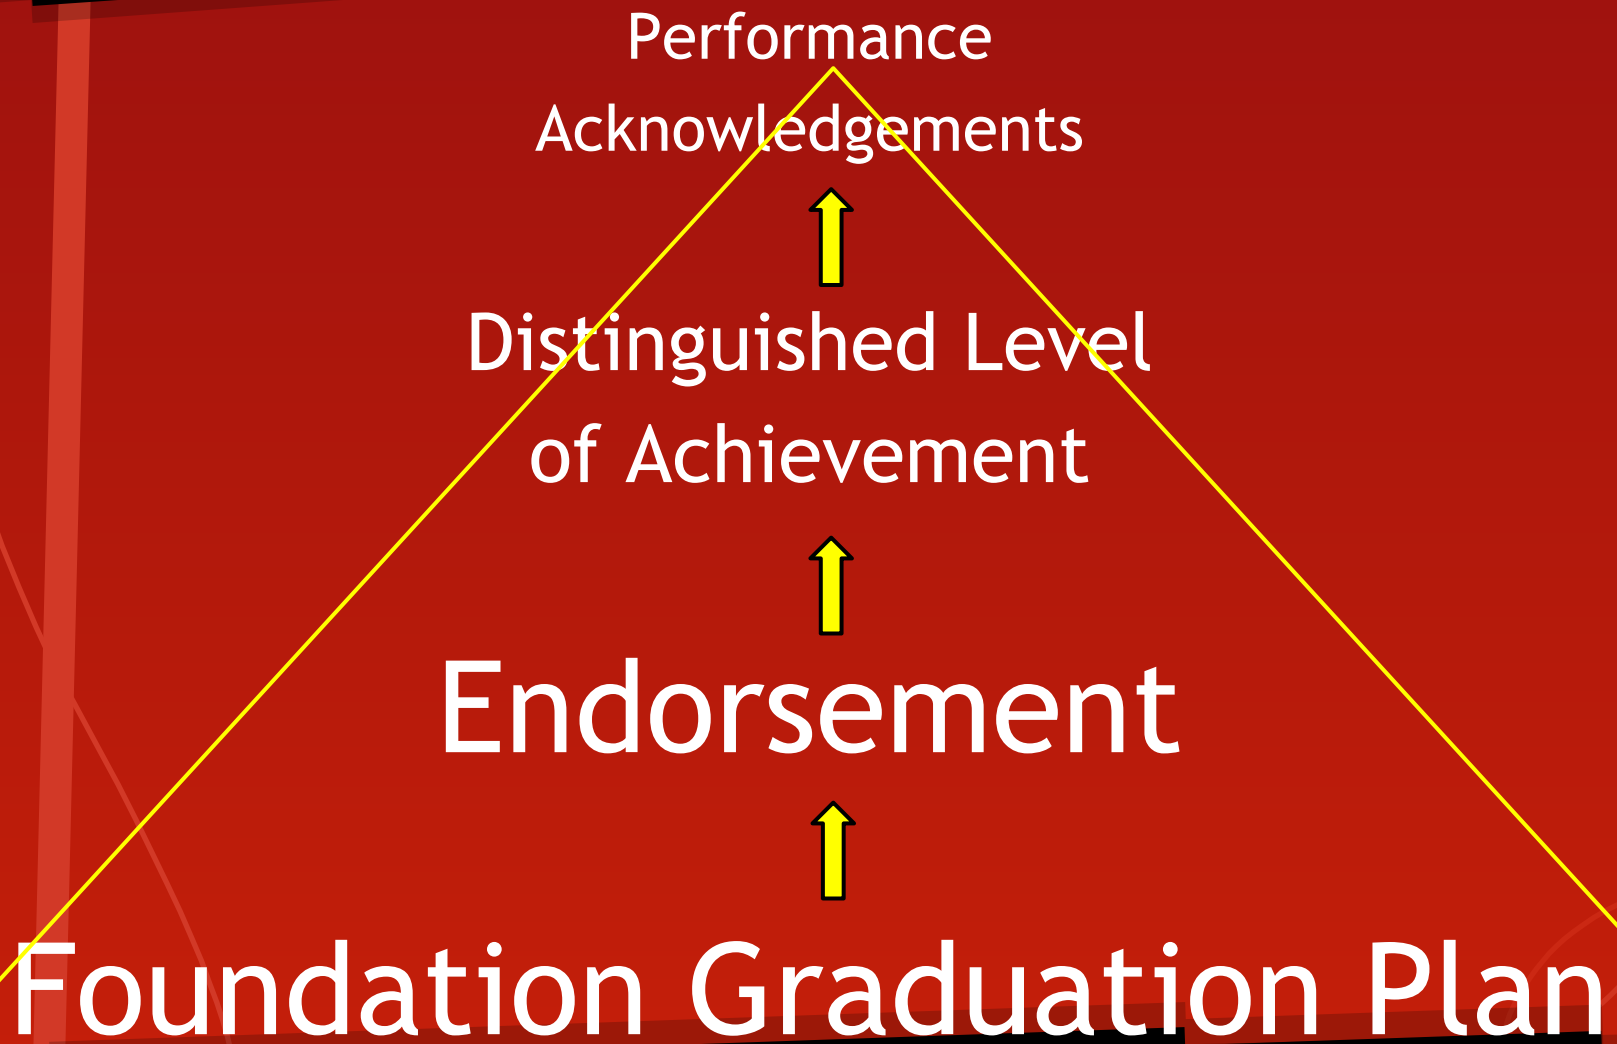 Performance
Acknowledgements
Distinguished Level
of Achievement
Endorsement
Foundation Graduation Plan